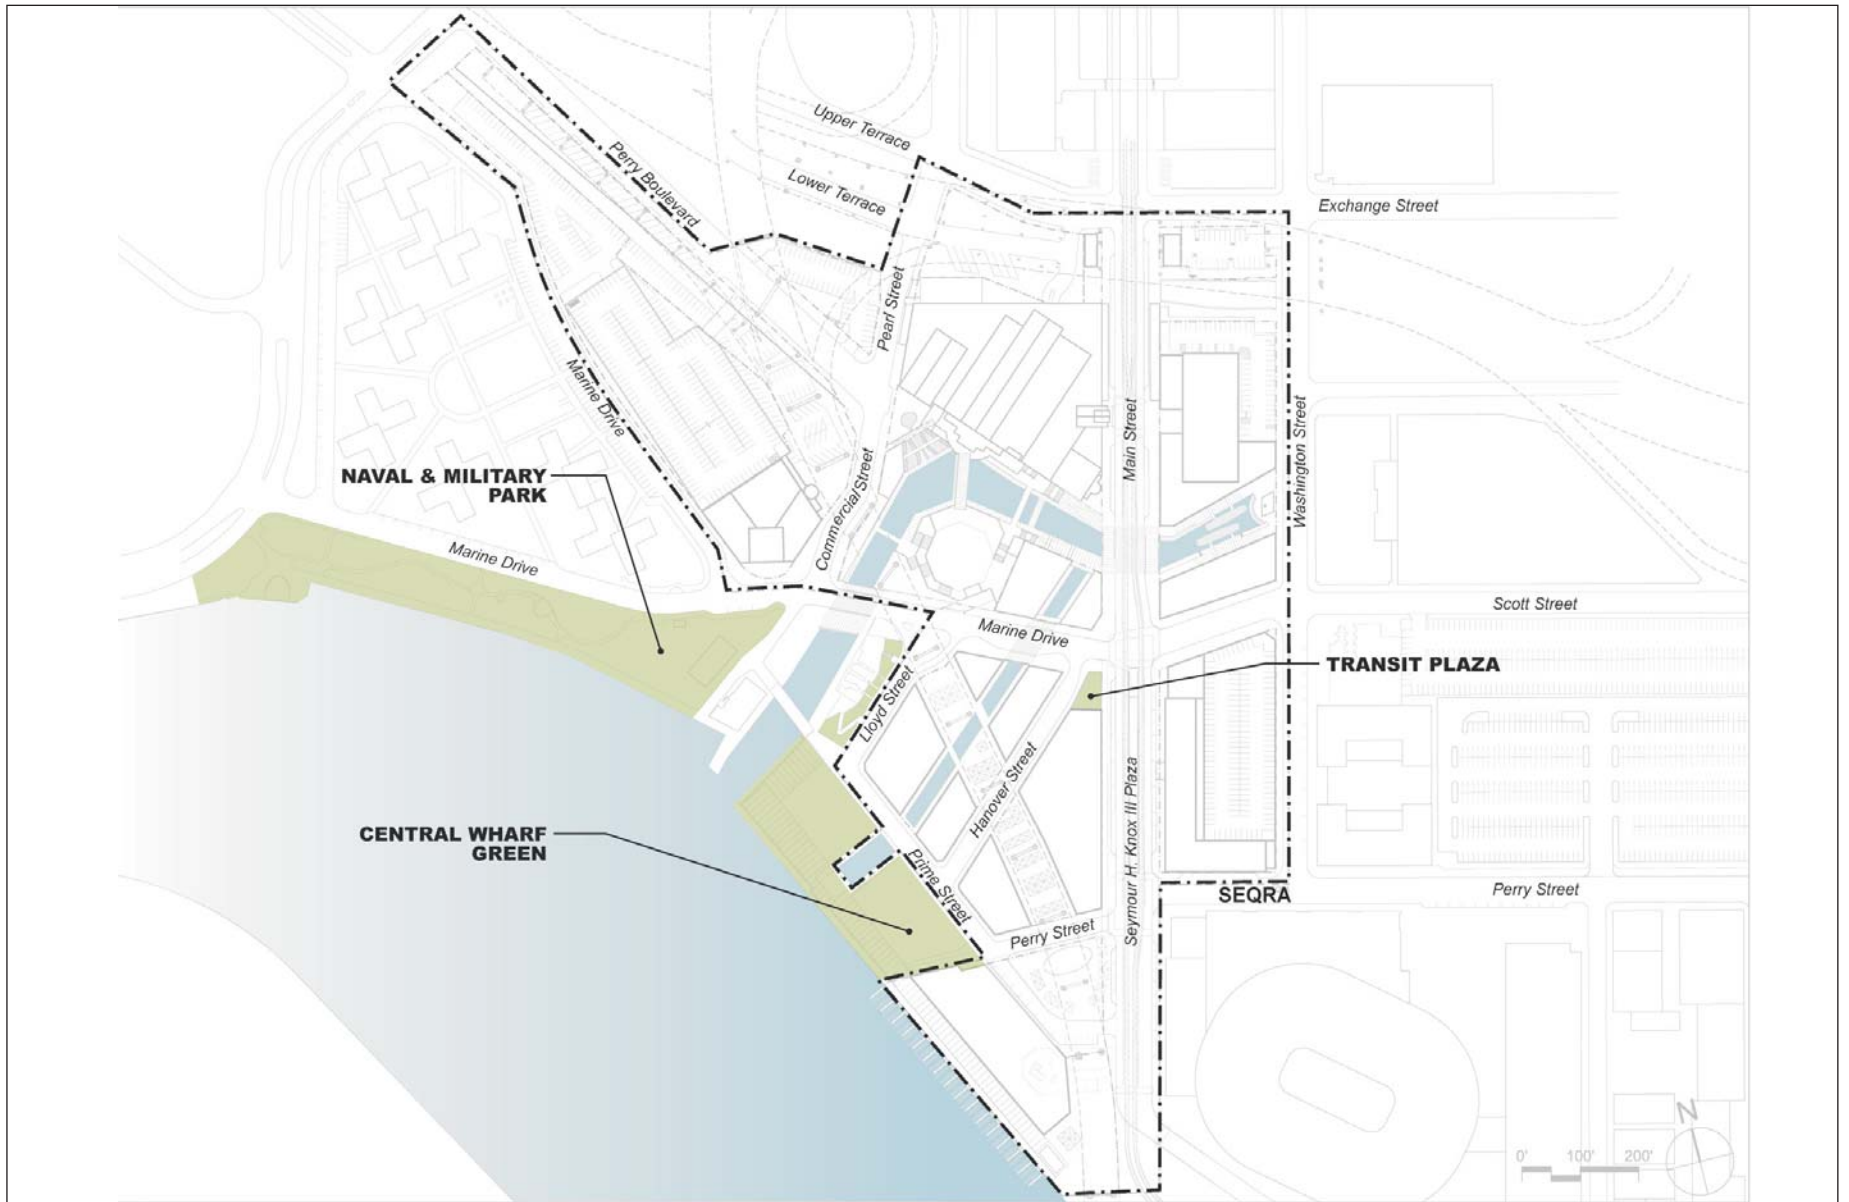 Upper Terrace
Perry Boulevard
Lower Terrace
Exchange Street
Pearl Street
Marine Drive
Main Street
Washington Street
NAVAL & MILITARY
PARK
Commercial Street
Marine Drive
Scott Street
Marine Drive
TRANSIT PLAZA
Lloyd Street
Hanover Street
Seymour H. Knox III Plaza
CENTRAL WHARF
GREEN
Prime Street
SEQRA
Perry Street
Perry Street
N
0' 100' 200'